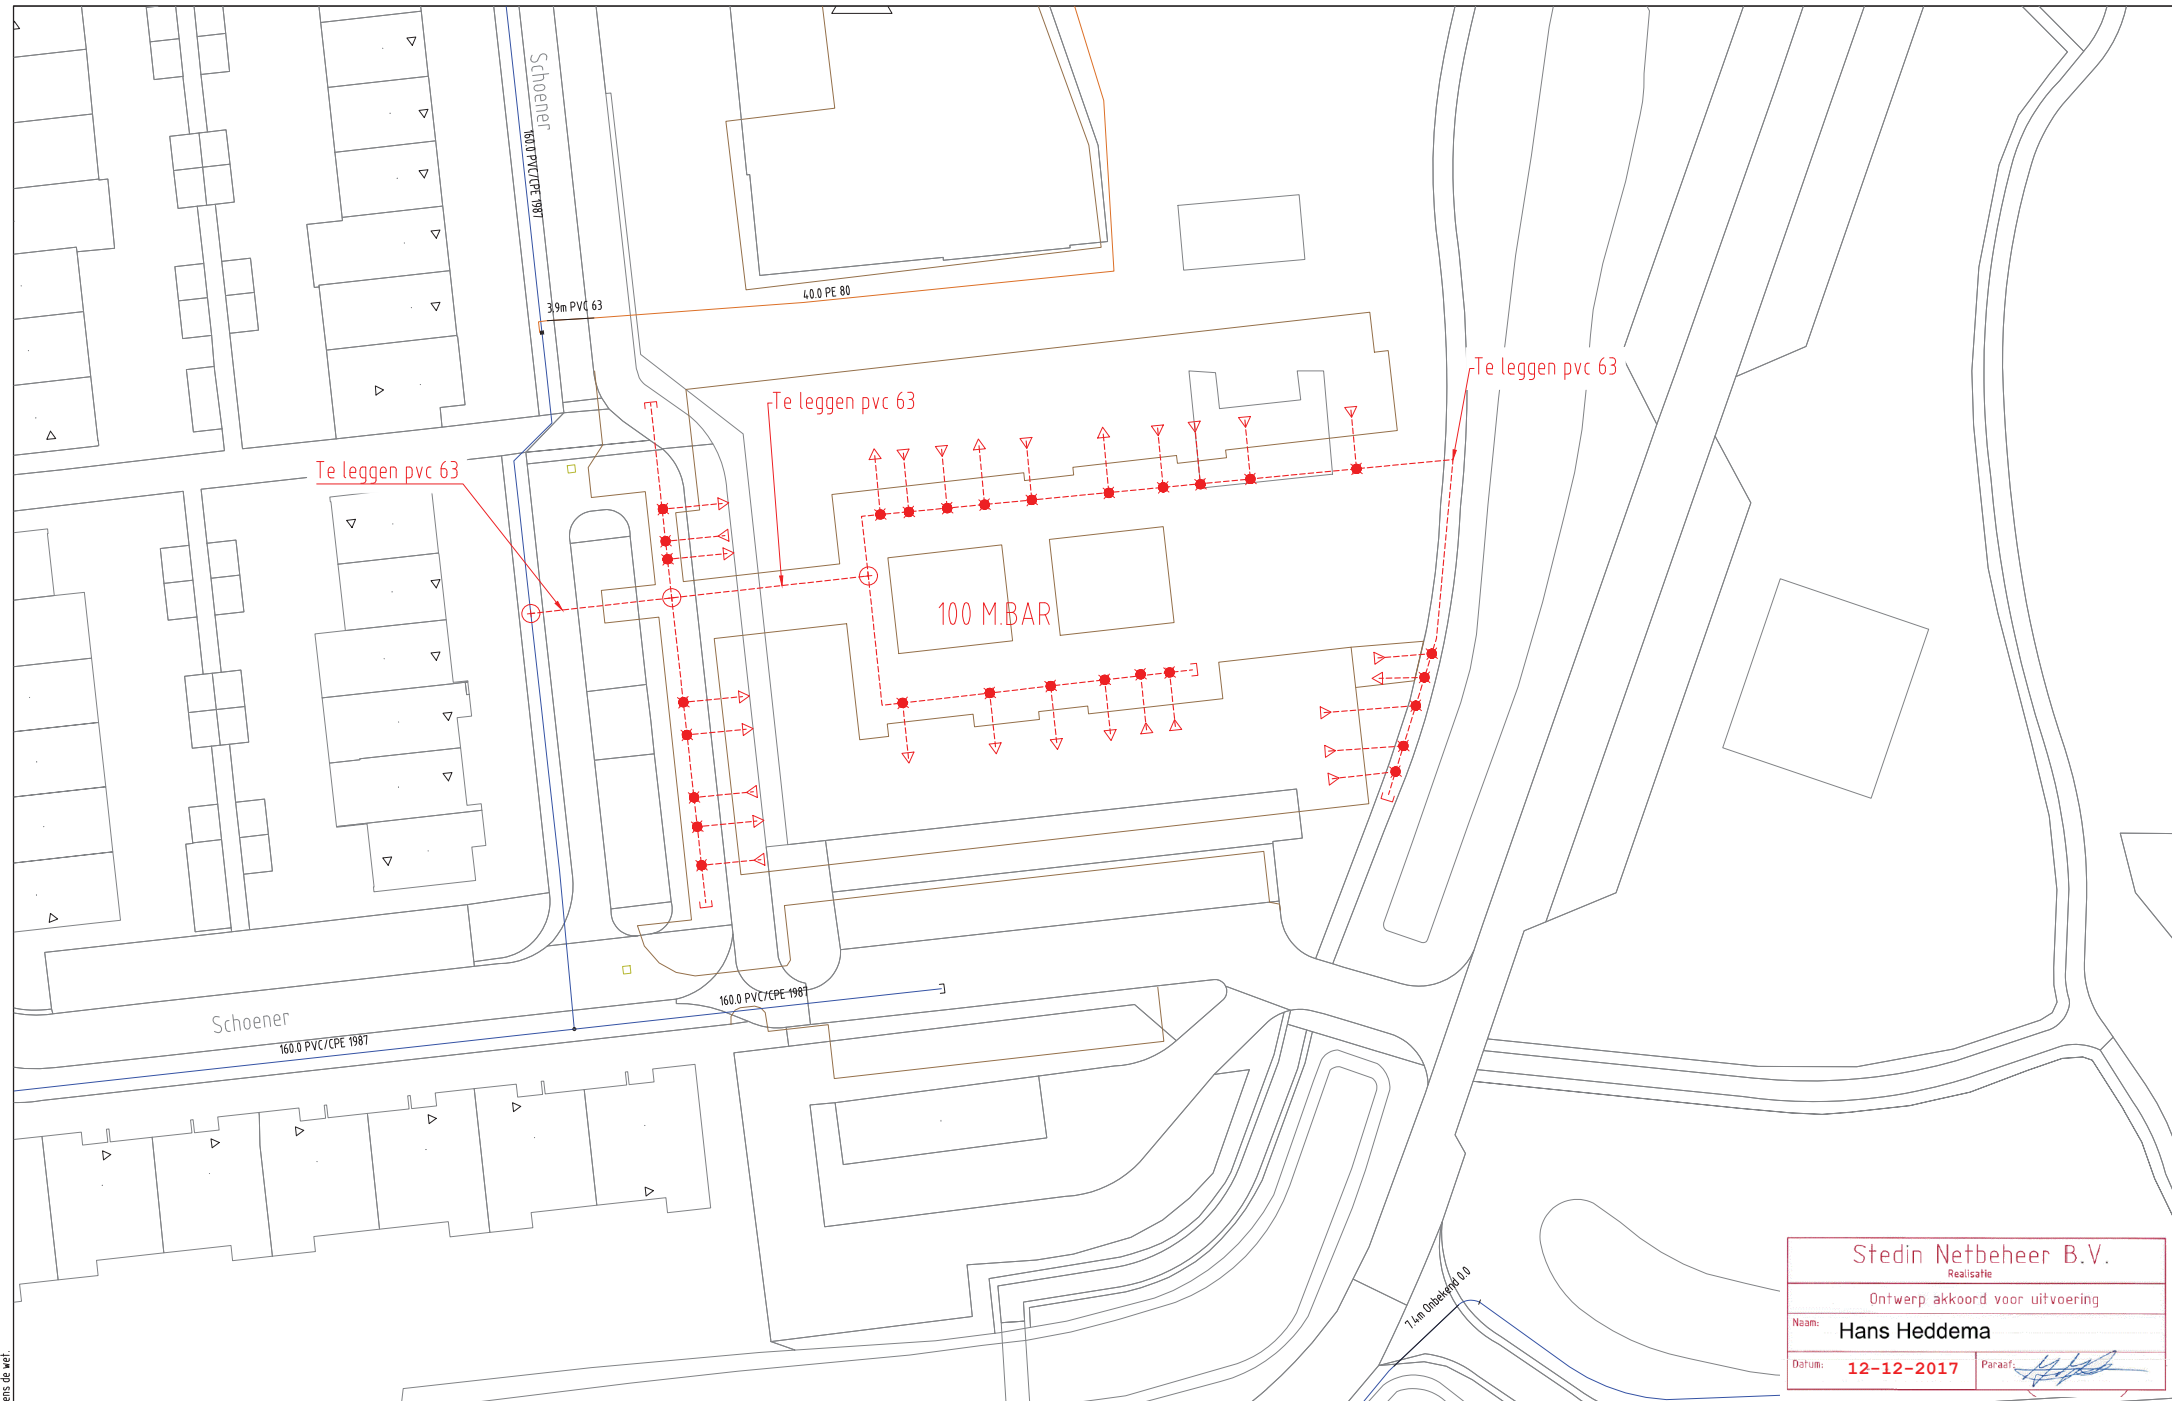 Schoener
160.0 PVC/CPE 1987
3.9m PVC 63
40.0 PE 80
Te leggen pvc 63
Te leggen pvc 63
Te leggen pvc 63
100 M.BAR
Schoener
160.0 PVC/CPE 1987
160.0 PVC/CPE 1987
7.4m Onbekend 0.0
ens de wet.
Stedin Netbeheer B.V.
Realisatie
Ontwerp akkoord voor uitvoering
Naam: Hans Heddema
Datum: 12-12-2017 Paraaf: